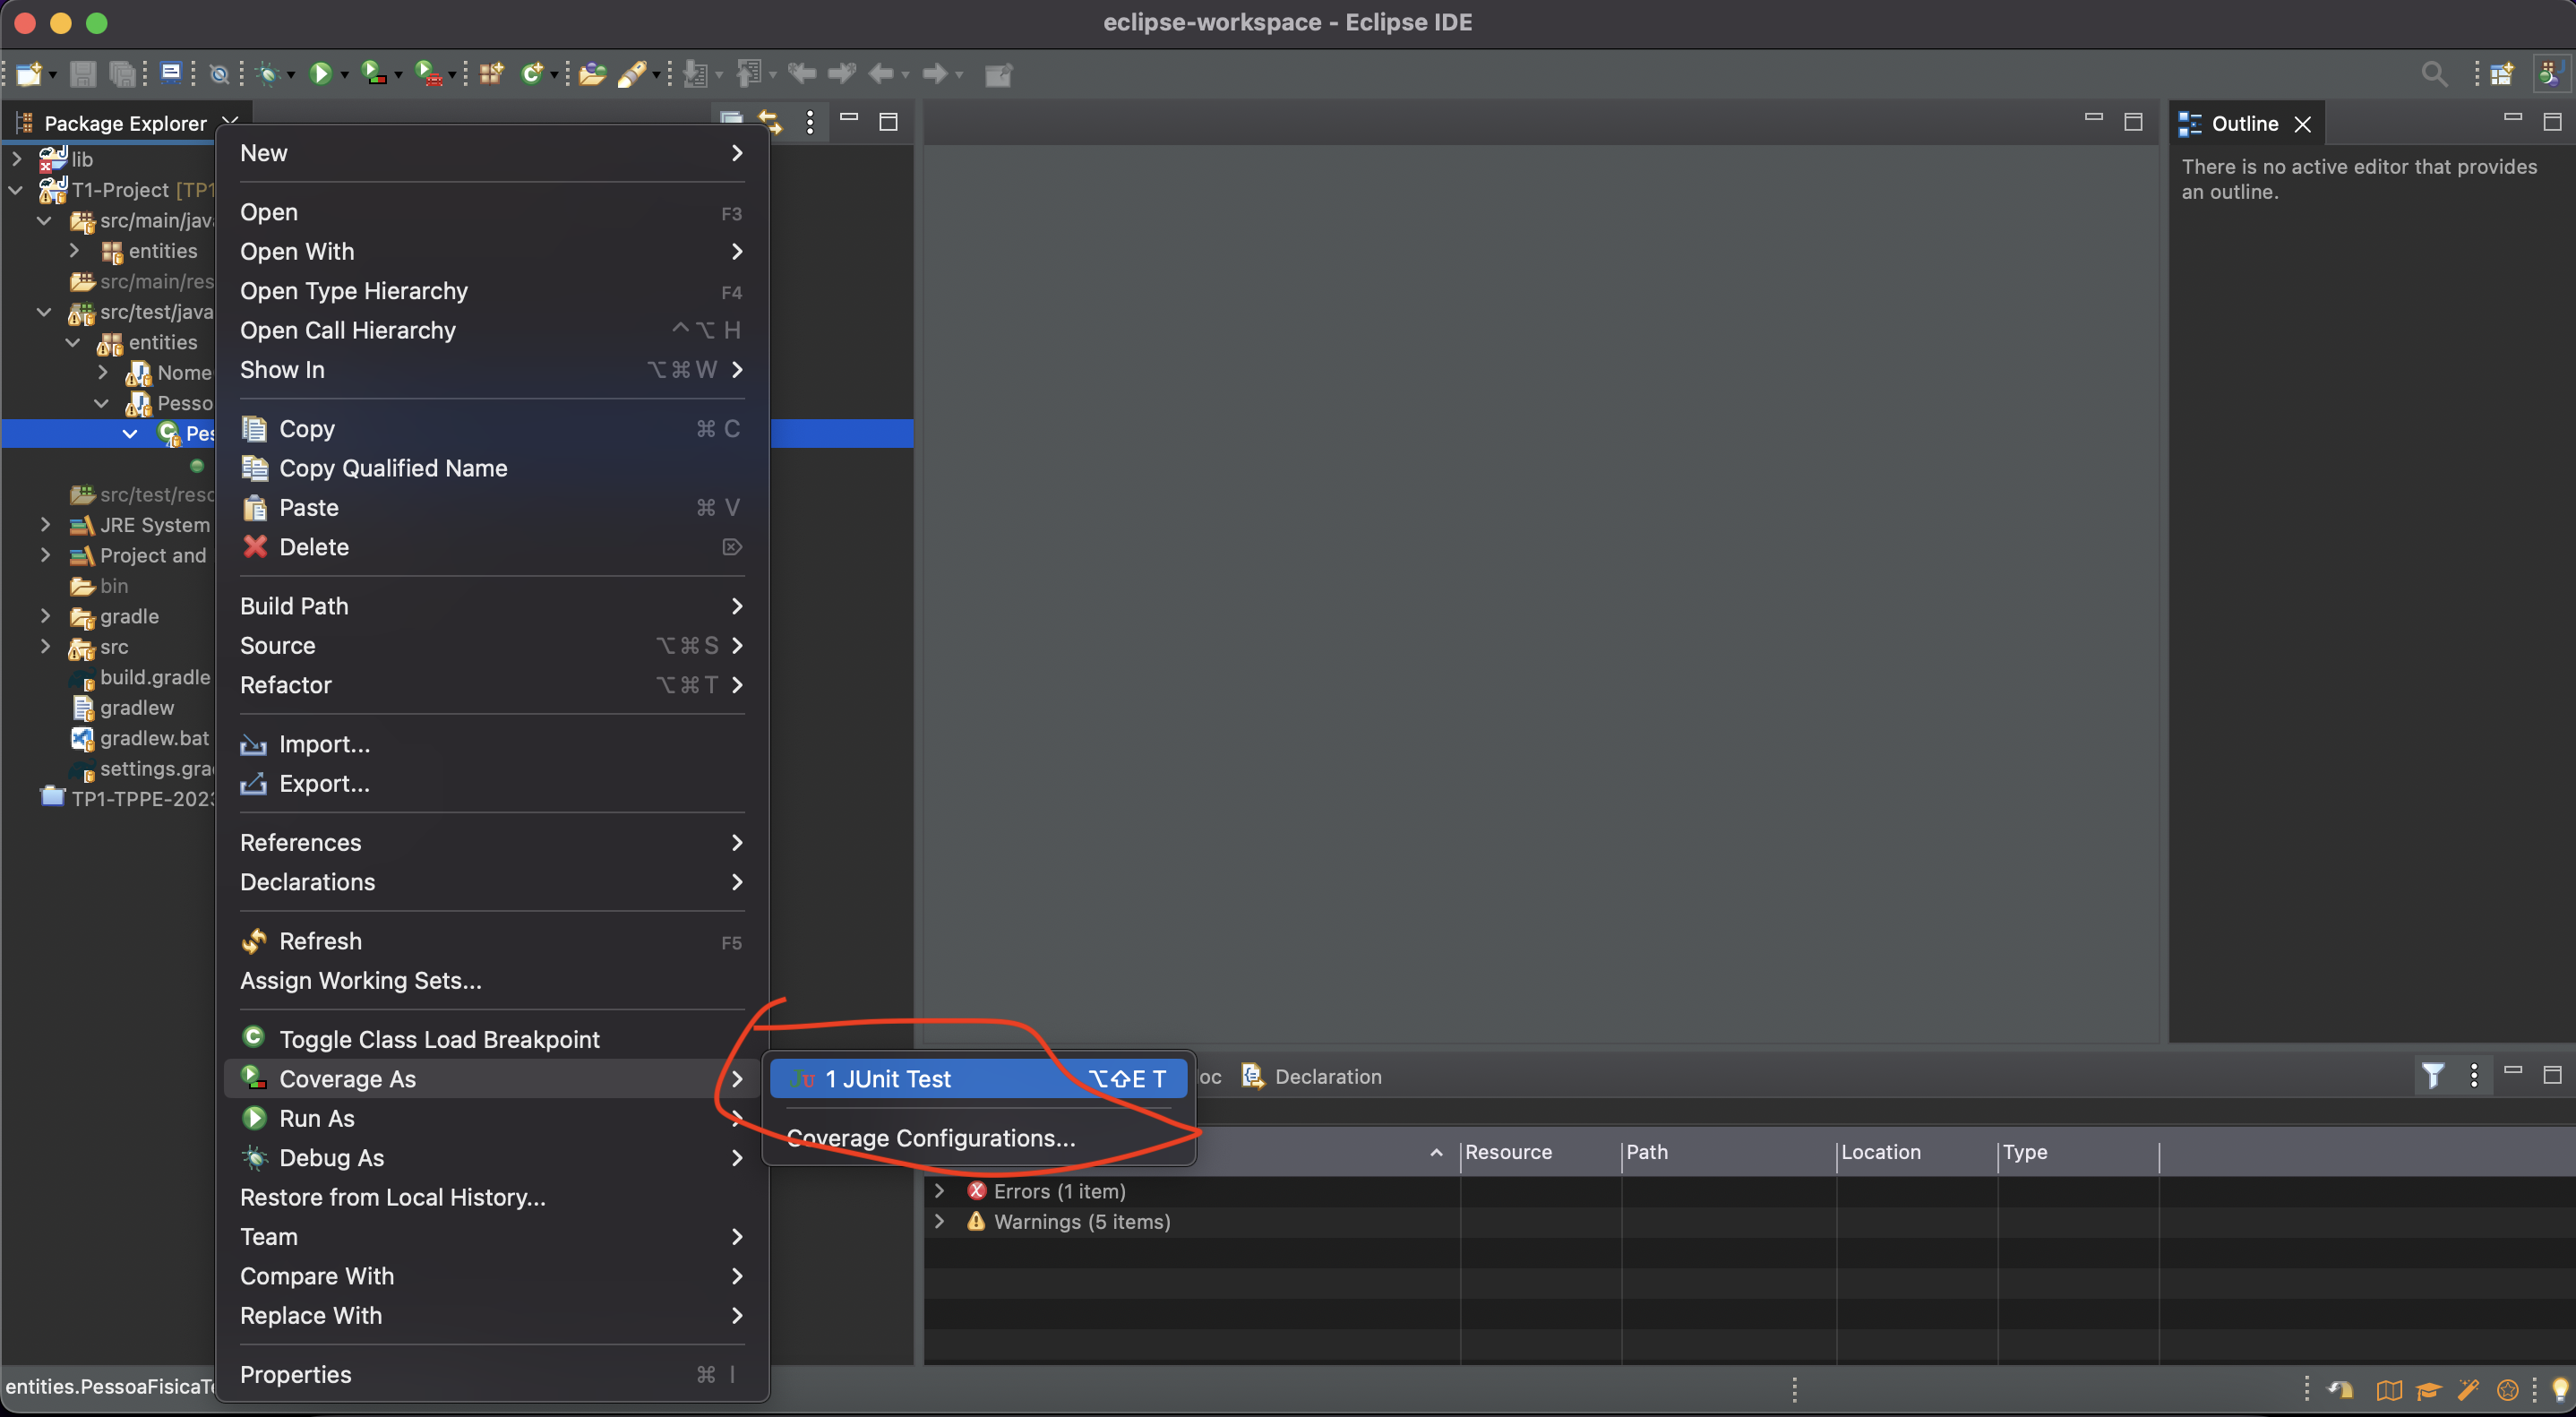 eclipse-workspace - Eclipse IDE
Package Explorer
Outline
There is no active editor that provides
an outline.
lib
T1-Project [TP1
src/main/jav
entities
src/main/res
src/test/java
entities
Nome
Pesso
Pes
src/test/resc
JRE System
Project and
bin
gradle
src
build.gradle
gradlew
gradlew.bat
settings.gra
TP1-TPPE-2023
New
Open F3
Open With
Open Type Hierarchy F4
Open Call Hierarchy ^⌥H
Show In ⌥⌘W
Copy ⌘C
Copy Qualified Name
Paste ⌘V
Delete ⌦
Build Path
Source ⌥⌘S
Refactor ⌥⌘T
Import...
Export...
References
Declarations
Refresh F5
Assign Working Sets...
Toggle Class Load Breakpoint
Coverage As
Run As
Debug As
Restore from Local History...
Team
Compare With
Replace With
Properties ⌘I
JU 1 JUnit Test ⌥⇧E T
Coverage Configurations...
oc Declaration
Resource Path Location Type
Errors (1 item)
Warnings (5 items)
entities.PessoaFisicaTe